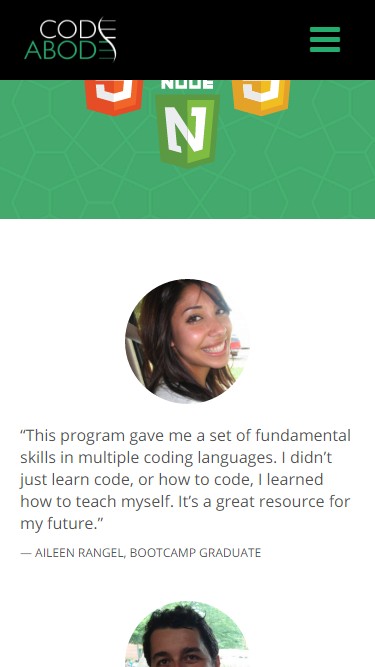 CODE
ABODE
NODE
N
“This program gave me a set of fundamental
skills in multiple coding languages. I didn’t
just learn code, or how to code, I learned
how to teach myself. It’s a great resource for
my future.”
— AILEEN RANGEL, BOOTCAMP GRADUATE